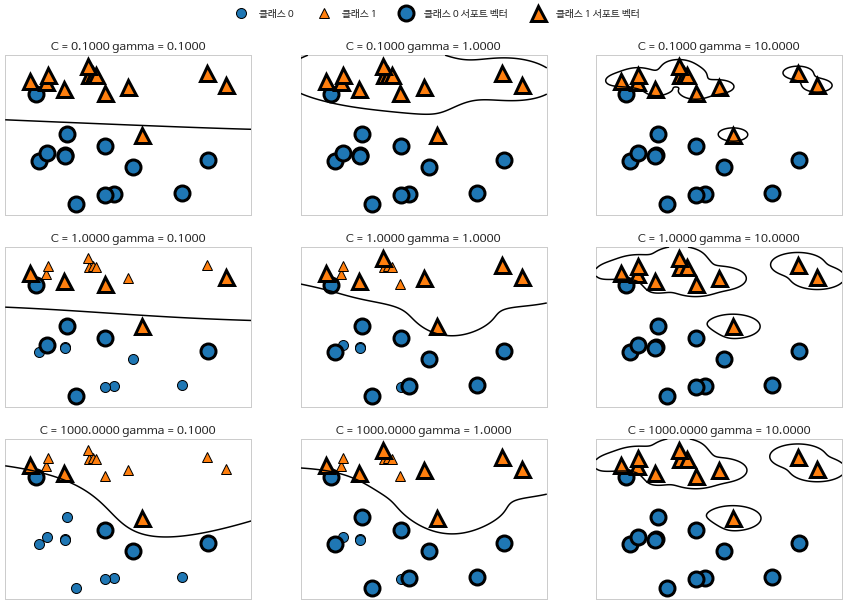 클래스 0 클래스 1 클래스 0 서포트 벡터 클래스 1 서포트 벡터
C = 0.1000 gamma = 0.1000 C = 0.1000 gamma = 1.0000 C = 0.1000 gamma = 10.0000
C = 1.0000 gamma = 0.1000 C = 1.0000 gamma = 1.0000 C = 1.0000 gamma = 10.0000
C = 1000.0000 gamma = 0.1000 C = 1000.0000 gamma = 1.0000 C = 1000.0000 gamma = 10.0000